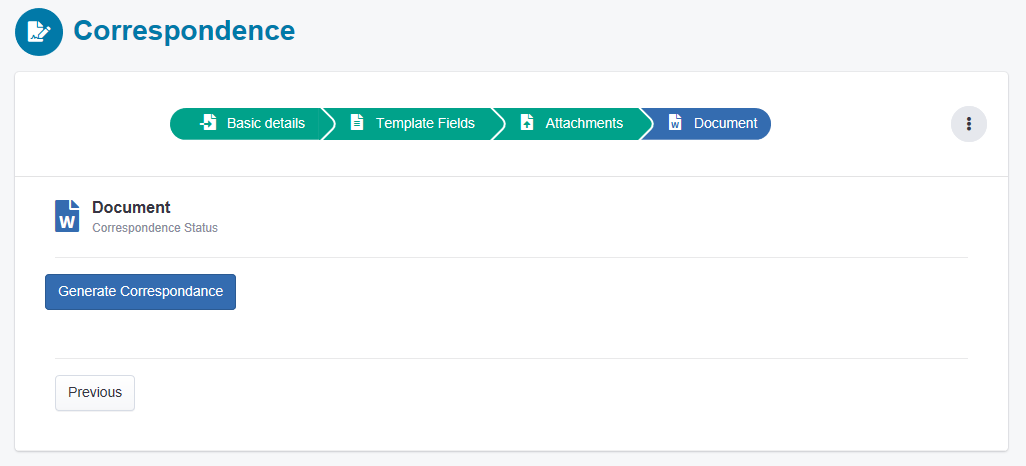 Correspondence
Basic details Template Fields Attachments Document
Document
Correspondence Status
Generate Correspondance
Previous